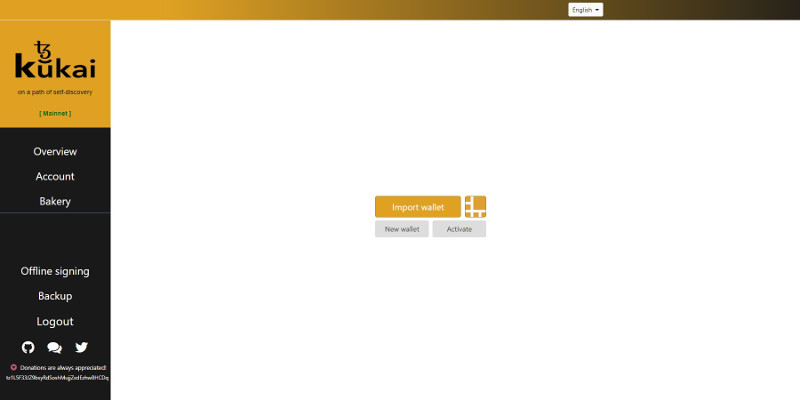 English
tz
kukai
on a path of self-discovery
[ Mainnet ]
Overview
Account
Bakery
Import wallet
New wallet
Activate
Offline signing
Backup
Logout
Donations are always appreciated!